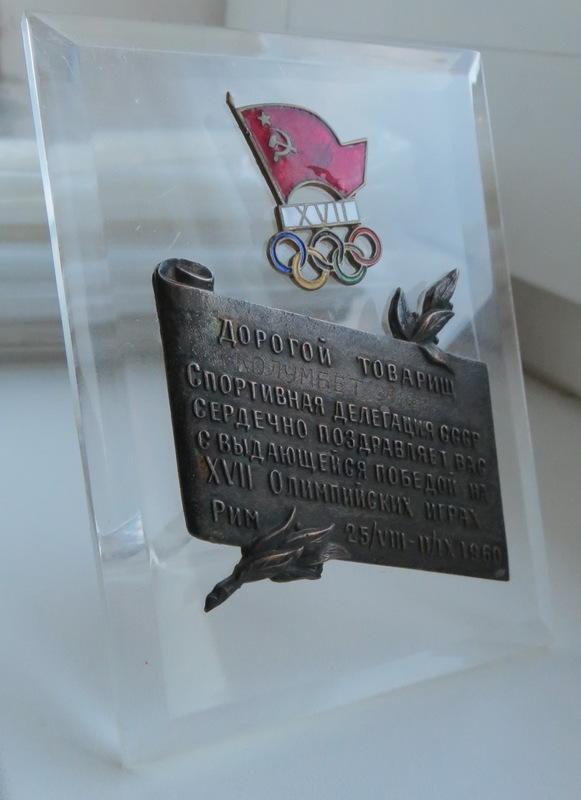 XVII
ДОРОГОЙ ТОВАРИЩ
КОЛУМБЕТ
СПОРТИВНАЯ ДЕЛЕГАЦИЯ СССР
СЕРДЕЧНО ПОЗДРАВЛЯЕТ ВАС
С ВЫДАЮЩЕЙСЯ ПОБЕДОЙ НА
XVII ОЛИМПИЙСКИХ ИГРАХ
РИМ 25/VIII-11/IX 1960